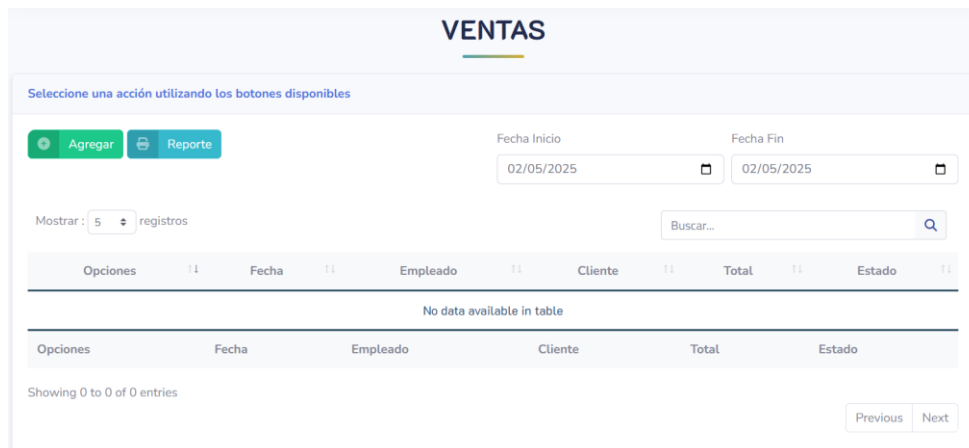 VENTAS
Seleccione una acción utilizando los botones disponibles
Agregar Reporte
Fecha Inicio Fecha Fin
02/05/2025 02/05/2025
Mostrar : 5 registros Buscar...
Opciones Fecha Empleado Cliente Total Estado
No data available in table
Opciones Fecha Empleado Cliente Total Estado
Showing 0 to 0 of 0 entries
Previous Next